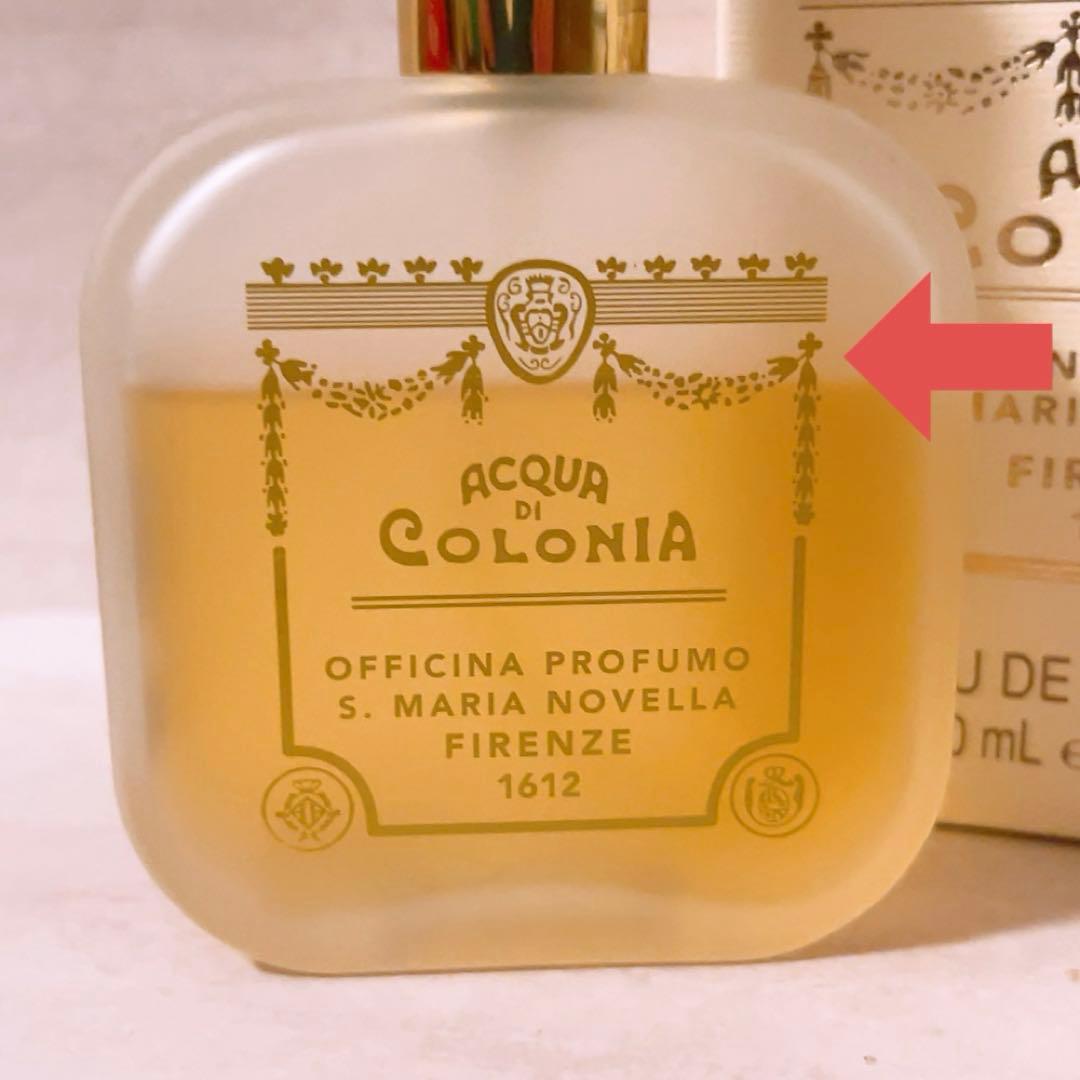 ACQUA
DI
COLONIA
OFFICINA PROFUMO
S. MARIA NOVELLA
FIRENZE
1612